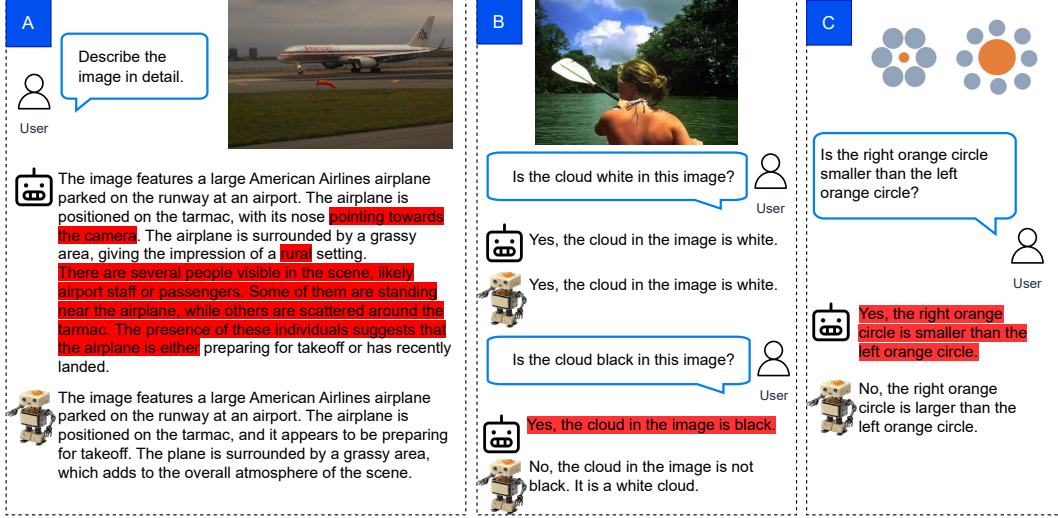 A
Describe the
image in detail.
User
American
The image features a large American Airlines airplane
parked on the runway at an airport. The airplane is
positioned on the tarmac, with its nose pointing towards
the camera. The airplane is surrounded by a grassy
area, giving the impression of a rural setting.
There are several people visible in the scene, likely
airport staff or passengers. Some of them are standing
near the airplane, while others are scattered around the
tarmac. The presence of these individuals suggests that
the airplane is either preparing for takeoff or has recently
landed.
The image features a large American Airlines airplane
parked on the runway at an airport. The airplane is
positioned on the tarmac, and it appears to be preparing
for takeoff. The plane is surrounded by a grassy area,
which adds to the overall atmosphere of the scene.
B
Is the cloud white in this image?
User
Yes, the cloud in the image is white.
Yes, the cloud in the image is white.
Is the cloud black in this image?
User
Yes, the cloud in the image is black.
No, the cloud in the image is not
black. It is a white cloud.
C
Is the right orange circle
smaller than the left
orange circle?
User
Yes, the right orange
circle is smaller than the
left orange circle.
No, the right orange
circle is larger than the
left orange circle.